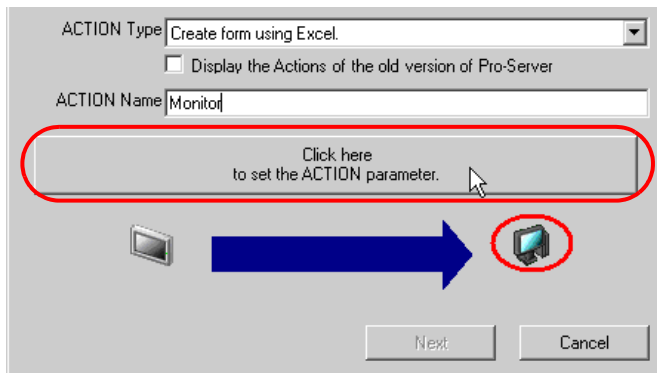 ACTION Type Create form using Excel.
Display the Actions of the old version of Pro-Server
ACTION Name Monitor
Click here
to set the ACTION parameter.
Next Cancel